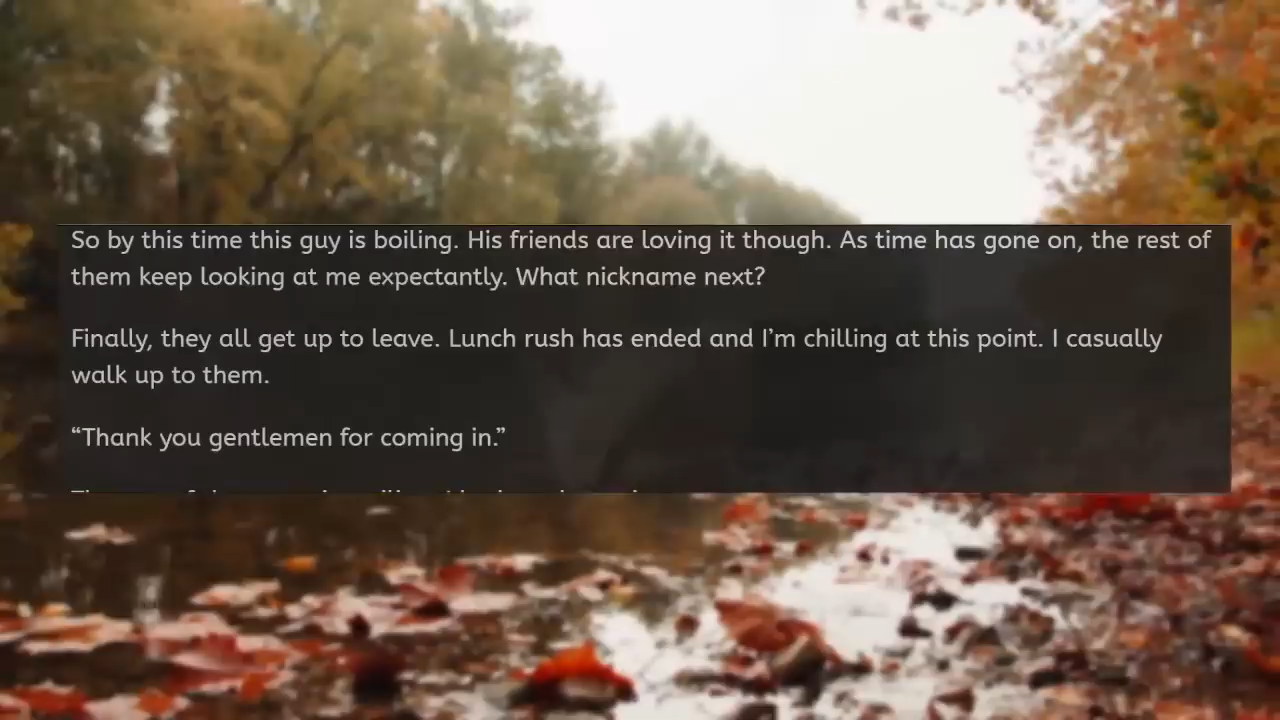 So by this time this guy is boiling. His friends are loving it though. As time has gone on, the rest of
them keep looking at me expectantly. What nickname next?
Finally, they all get up to leave. Lunch rush has ended and I’m chilling at this point. I casually
walk up to them.
“Thank you gentlemen for coming in.”